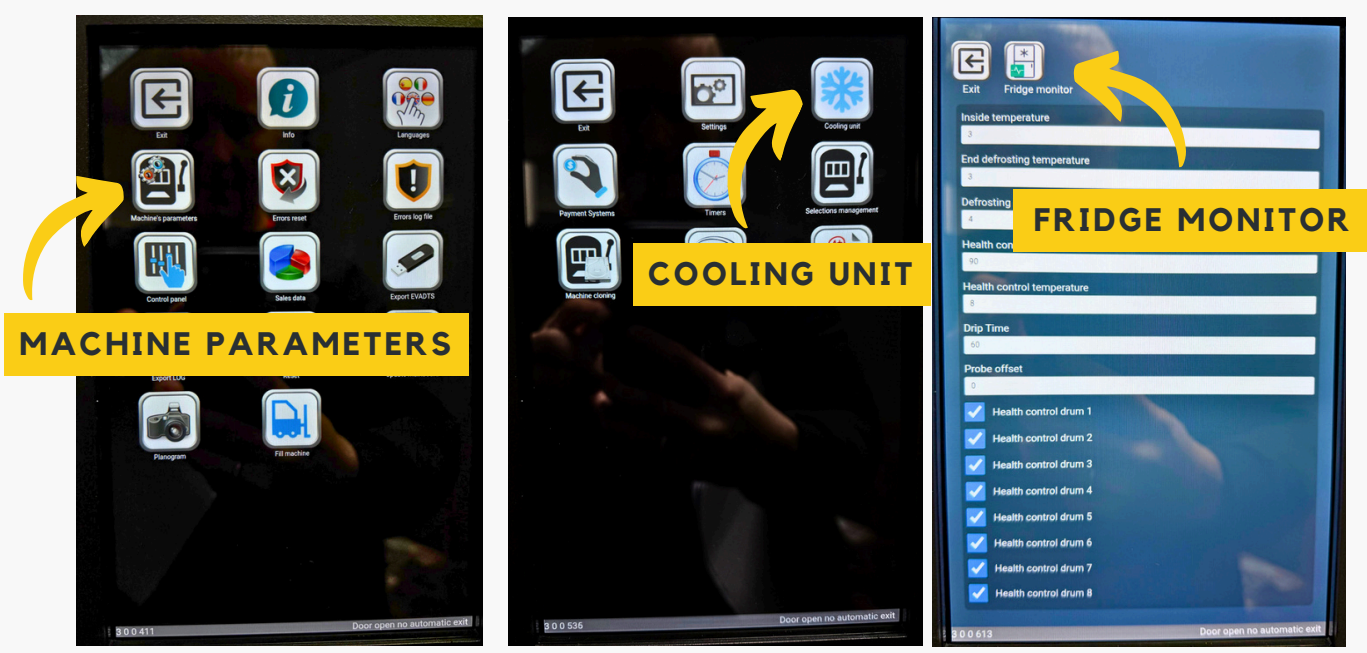 Exit
Info
Languages
Machine's parameters
Errors reset
Errors log file
Control panel
Sales data
Export EVADTS
MACHINE PARAMETERS
Export LOG
Planogram
Fill machine
3 0 0 411
Door open no automatic exit
Exit
Settings
Cooling unit
Payment Systems
Timers
Selections management
Machine cloning
COOLING UNIT
3 0 0 536
Door open no automatic exit
Exit
Fridge monitor
Inside temperature
3
End defrosting temperature
3
Defrosting
4
FRIDGE MONITOR
Health con
90
Health control temperature
8
Drip Time
60
Probe offset
0
Health control drum 1
Health control drum 2
Health control drum 3
Health control drum 4
Health control drum 5
Health control drum 6
Health control drum 7
Health control drum 8
3 0 0 613
Door open no automatic exit